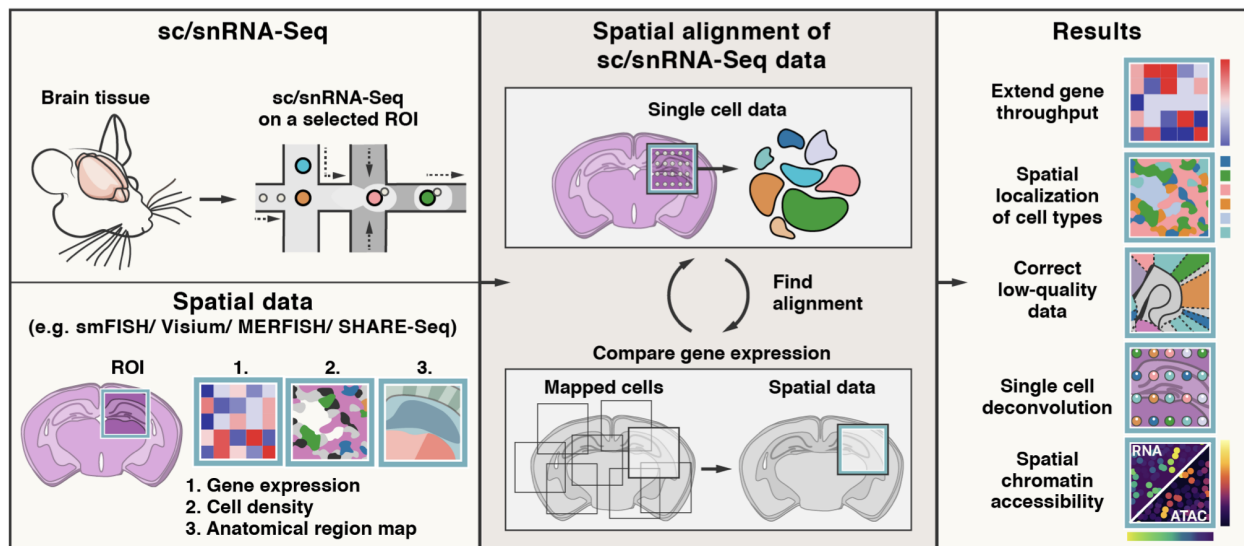 sc/snRNA-Seq
Brain tissue
sc/snRNA-Seq
on a selected ROI
Spatial data
(e.g. smFISH/ Visium/ MERFISH/ SHARE-Seq)
ROI
1.
2.
3.
1. Gene expression
2. Cell density
3. Anatomical region map
Spatial alignment of
sc/snRNA-Seq data
Single cell data
Find
alignment
Compare gene expression
Mapped cells
Spatial data
Results
Extend gene
throughput
Spatial
localization
of cell types
Correct
low-quality
data
Single cell
deconvolution
Spatial
chromatin
accessibility
RNA
ATAC